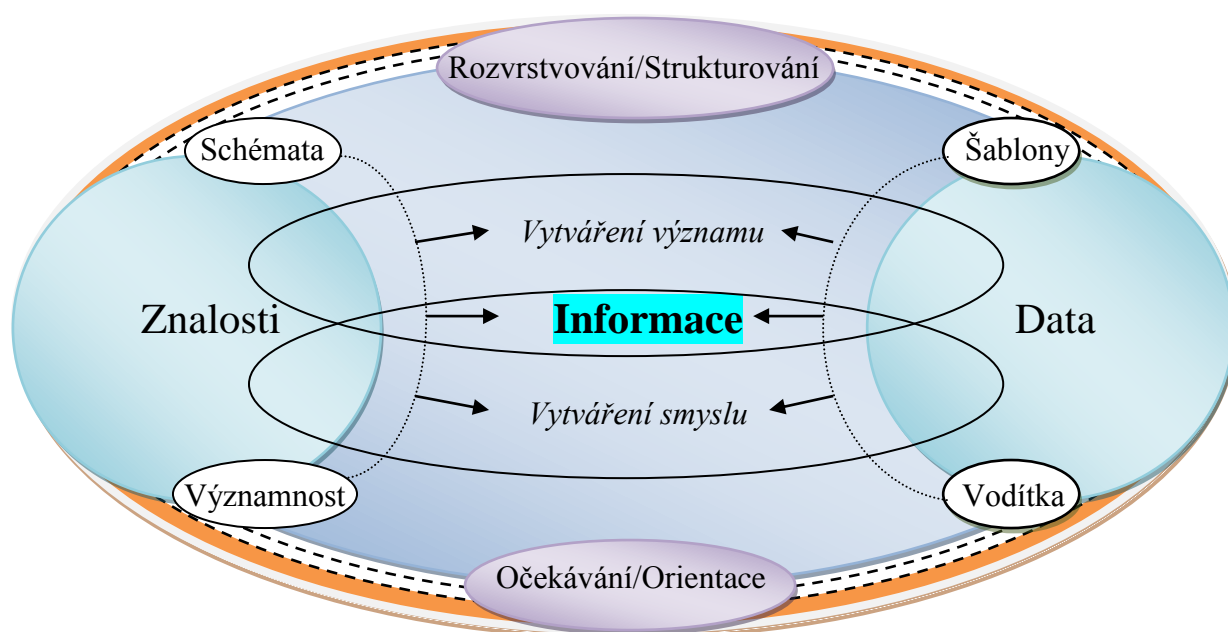 Rozvrstvování/Strukturování
Schémata
Šablony
Vytváření významu
Znalosti
Informace
Data
Vytváření smyslu
Významnost
Vodítka
Očekávání/Orientace